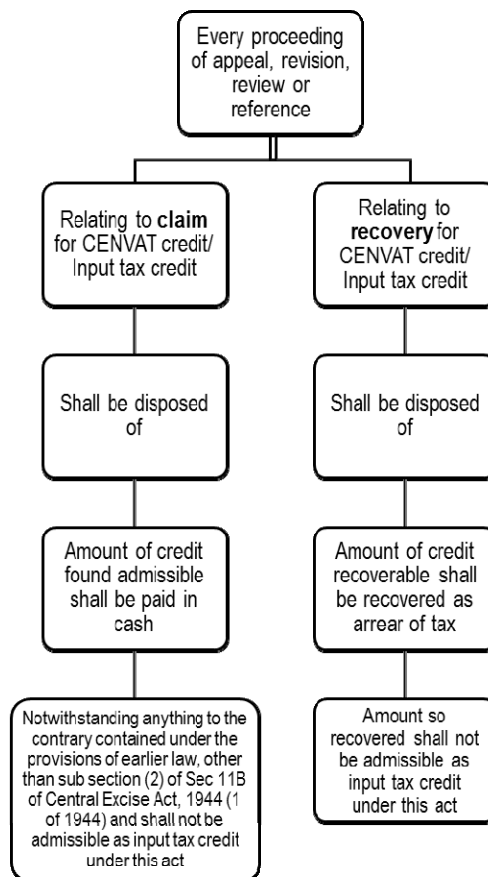 Every proceeding
of appeal, revision,
review or
reference
Relating to claim
for CENVAT credit/
Input tax credit
Relating to
recovery for
CENVAT credit/
Input tax credit
Shall be disposed
of
Shall be disposed
of
Amount of credit
found admissible
shall be paid in
cash
Amount of credit
recoverable shall
be recovered as
arrear of tax
Notwithstanding anything to the
contrary contained under the
provisions of earlier law, other
than sub section (2) of Sec 11B
of Central Excise Act, 1944 (1
of 1944) and shall not be
admissible as input tax credit
under this act
Amount so
recovered shall not
be admissible as
input tax credit
under this act